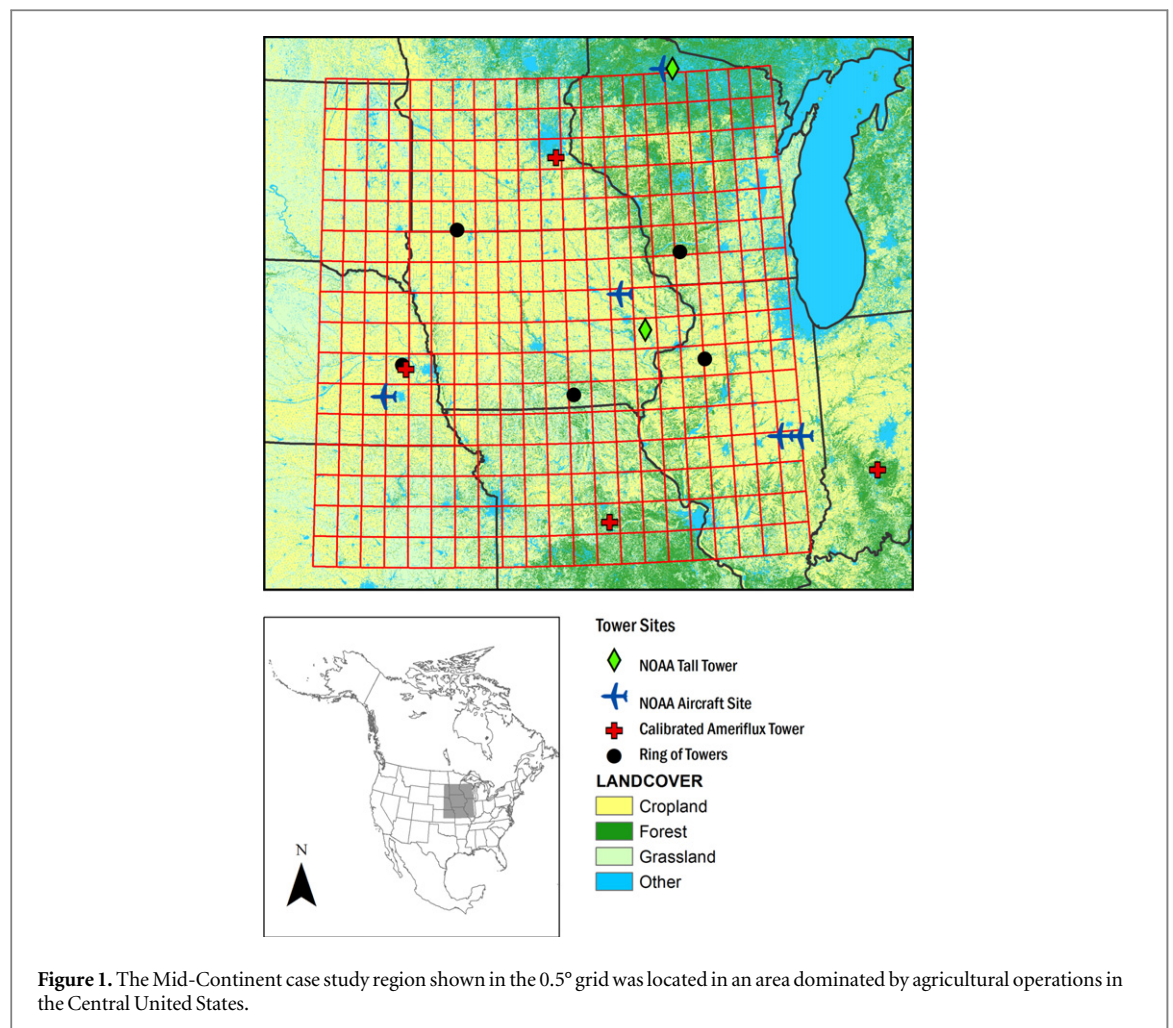 Tower Sites
NOAA Tall Tower
NOAA Aircraft Site
Calibrated Ameriflux Tower
Ring of Towers
LANDCOVER
Cropland
Forest
Grassland
Other
N
Figure 1. The Mid-Continent case study region shown in the 0.5° grid was located in an area dominated by agricultural operations in
the Central United States.